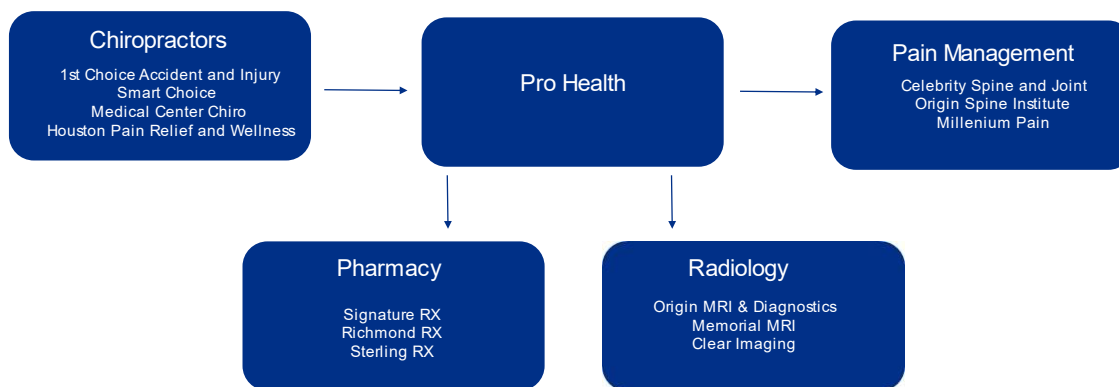 Chiropractors
1st Choice Accident and Injury
Smart Choice
Medical Center Chiro
Houston Pain Relief and Wellness
Pro Health
Pain Management
Celebrity Spine and Joint
Origin Spine Institute
Millenium Pain
Pharmacy
Signature RX
Richmond RX
Sterling RX
Radiology
Origin MRI & Diagnostics
Memorial MRI
Clear Imaging